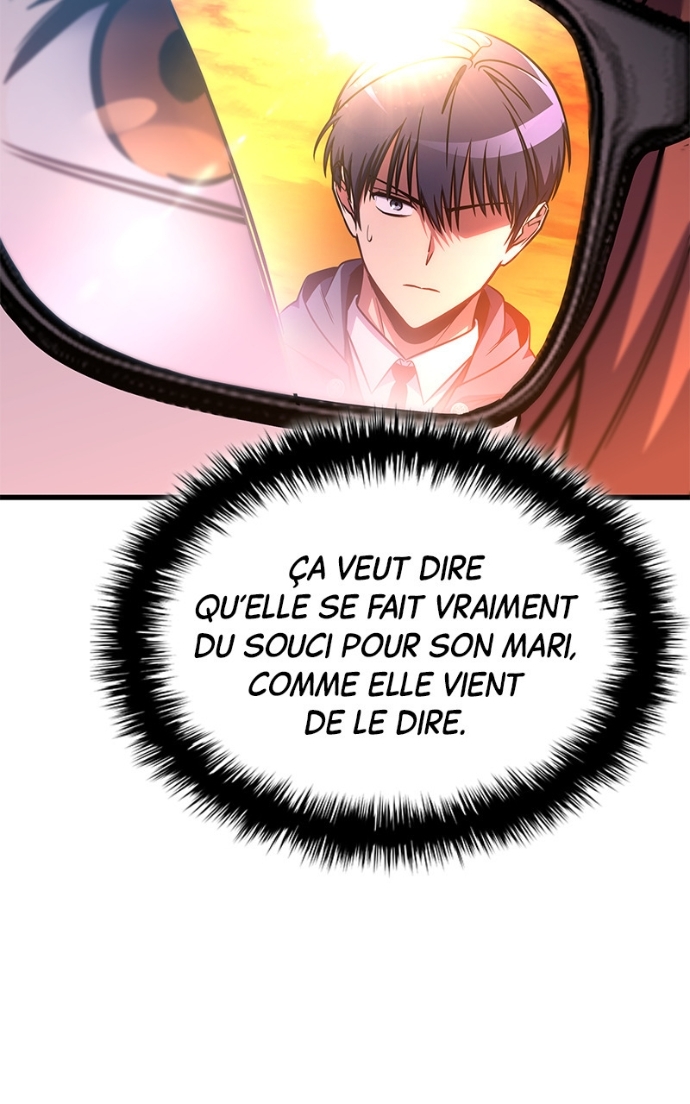 ÇA VEUT DIRE
QU'ELLE SE FAIT VRAIMENT
DU SOUCI POUR SON MARI,
COMME ELLE VIENT
DE LE DIRE.